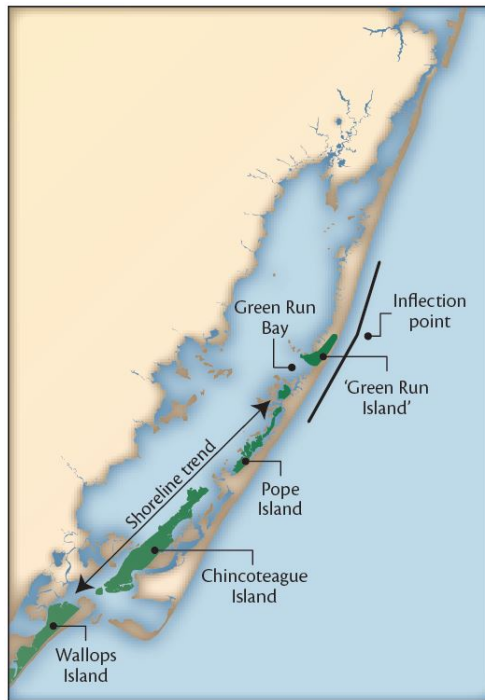 Green Run
Bay
Inflection
point
'Green Run
Island'
Shoreline trend
Pope
Island
Chincoteague
Island
Wallops
Island